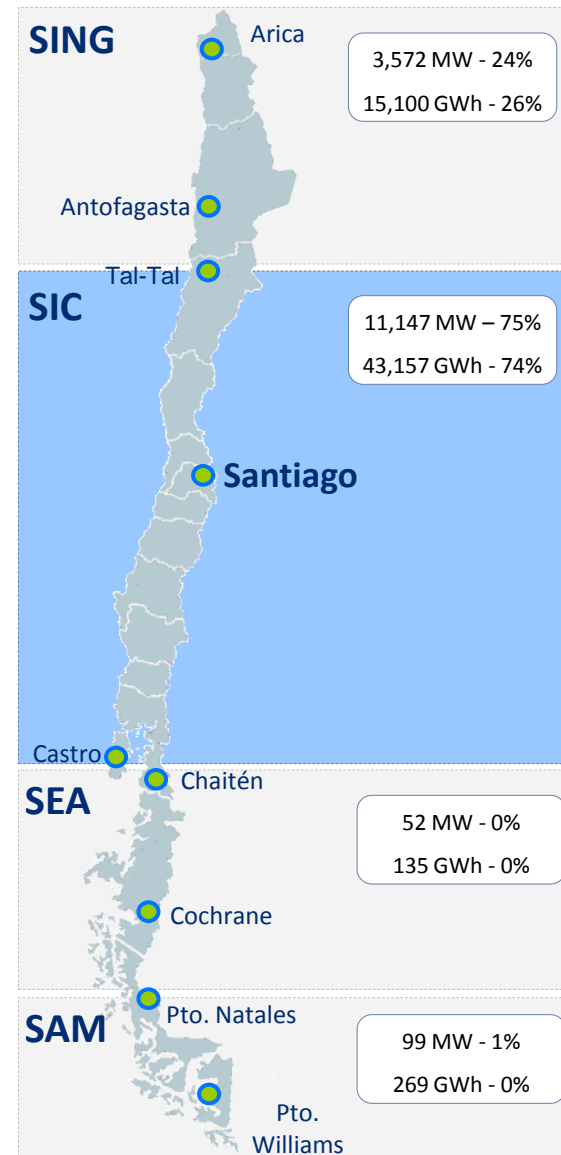 SING
Arica
3,572 MW - 24%
15,100 GWh - 26%
Antofagasta
Tal-Tal
SIC
11,147 MW – 75%
43,157 GWh - 74%
Santiago
Castro
Chaitén
SEA
52 MW - 0%
135 GWh - 0%
Cochrane
Pto. Natales
SAM
99 MW - 1%
269 GWh - 0%
Pto.
Williams